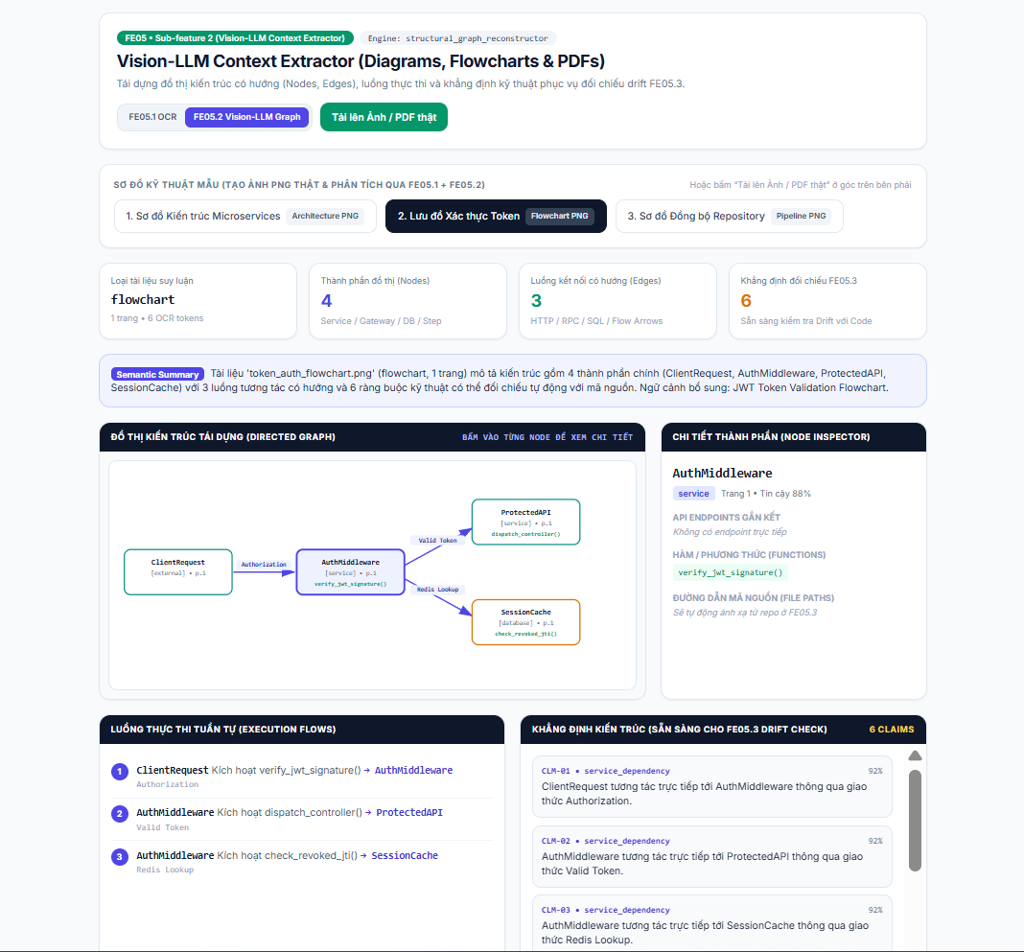 FE05 • Sub-feature 2 (Vision-LLM Context Extractor)
Engine: structural_graph_reconstructor
Vision-LLM Context Extractor (Diagrams, Flowcharts & PDFs)
Tái dựng đồ thị kiến trúc có hướng (Nodes, Edges), luồng thực thi và khẳng định kỹ thuật phục vụ đối chiếu drift FE05.3.
FE05.1 OCR
FE05.2 Vision-LLM Graph
Tải lên Ảnh / PDF thật
SƠ ĐỒ KỸ THUẬT MẪU (TẠO ẢNH PNG THẬT & PHÂN TÍCH QUA FE05.1 + FE05.2)
Hoặc bấm "Tải lên Ảnh / PDF thật" ở góc trên bên phải
1. Sơ đồ Kiến trúc Microservices
Architecture PNG
2. Lưu đồ Xác thực Token
Flowchart PNG
3. Sơ đồ Đồng bộ Repository
Pipeline PNG
Loại tài liệu suy luận
flowchart
1 trang • 6 OCR tokens
Thành phần đồ thị (Nodes)
4
Service / Gateway / DB / Step
Luồng kết nối có hướng (Edges)
3
HTTP / RPC / SQL / Flow Arrows
Khẳng định đối chiếu FE05.3
6
Sẵn sàng kiểm tra Drift với Code
Semantic Summary Tài liệu 'token_auth_flowchart.png' (flowchart, 1 trang) mô tả kiến trúc gồm 4 thành phần chính (ClientRequest, AuthMiddleware, ProtectedAPI,
SessionCache) với 3 luồng tương tác có hướng và 6 ràng buộc kỹ thuật có thể đối chiếu tự động với mã nguồn. Ngữ cảnh bổ sung: JWT Token Validation Flowchart.
ĐỒ THỊ KIẾN TRÚC TÁI DỰNG (DIRECTED GRAPH)
BẤM VÀO TỪNG NODE ĐỂ XEM CHI TIẾT
ClientRequest
[external] • p.1
Authorization
AuthMiddleware
[service] • p.1
verify_jwt_signature()
Valid Token
Redis Lookup
ProtectedAPI
[service] • p.1
dispatch_controller()
SessionCache
[database] • p.1
check_revoked_jti()
CHI TIẾT THÀNH PHẦN (NODE INSPECTOR)
AuthMiddleware
service Trang 1 • Tin cậy 88%
API ENDPOINTS GẮN KẾT
Không có endpoint trực tiếp
HÀM / PHƯƠNG THỨC (FUNCTIONS)
verify_jwt_signature()
ĐƯỜNG DẪN MÃ NGUỒN (FILE PATHS)
Sẽ tự động ánh xạ từ repo ở FE05.3
LUỒNG THỰC THI TUẦN TỰ (EXECUTION FLOWS)
1 ClientRequest Kích hoạt verify_jwt_signature() → AuthMiddleware
Authorization
2 AuthMiddleware Kích hoạt dispatch_controller() → ProtectedAPI
Valid Token
3 AuthMiddleware Kích hoạt check_revoked_jti() → SessionCache
Redis Lookup
KHẲNG ĐỊNH KIẾN TRÚC (SẴN SÀNG CHO FE05.3 DRIFT CHECK)
6 CLAIMS
CLM-01 • service_dependency 92%
ClientRequest tương tác trực tiếp tới AuthMiddleware thông qua giao
thức Authorization.
CLM-02 • service_dependency 92%
AuthMiddleware tương tác trực tiếp tới ProtectedAPI thông qua giao
thức Valid Token.
CLM-03 • service_dependency 92%
AuthMiddleware tương tác trực tiếp tới SessionCache thông qua giao
thức Redis Lookup.